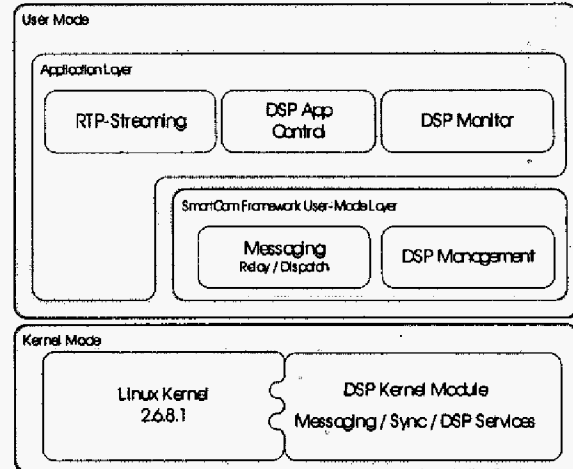 User Mode
Application Layer
RTP-Streaming
DSP App
Control
DSP Monitor
SmartCam Framework User-Mode Layer
Messaging
Relay / Dispatch
DSP Management
Kernel Mode
Linux Kernel
2.6.8.1
DSP Kernel Module
Messaging / Sync / DSP Services